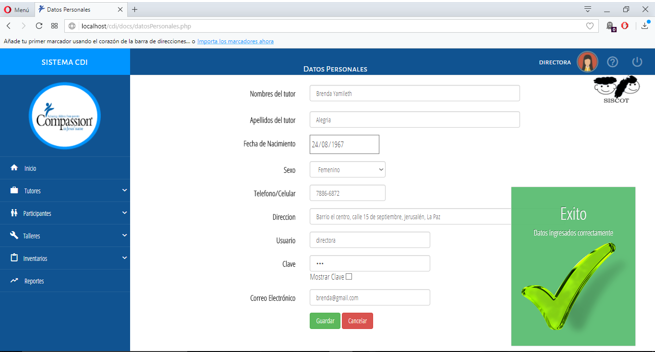 Menú
Datos Personales
localhost/cdi/docs/datosPersonales.php
2
Añade tu primer marcador usando el corazón de la barra de direcciones... o Importa los marcadores ahora
SISTEMA CDI
DIRECTORA
Datos Personales
SISCOT
Compassion
Nombres del tutor
Brenda Yamileth
Apellidos del tutor
Alegria
Fecha de Nacimiento
24/08/1967
Inicio
Sexo
Femenino
Tutores
Telefono/Celular
7886-6872
Participantes
Direccion
Barrio el centro, calle 15 de septiembre, Jerusalén, La Paz
Talleres
Usuario
directora
Inventarios
Clave
•••
Mostrar Clave
Reportes
Correo Electrónico
brenda@gmail.com
Guardar
Cancelar
Exito
Datos ingresados correctamente